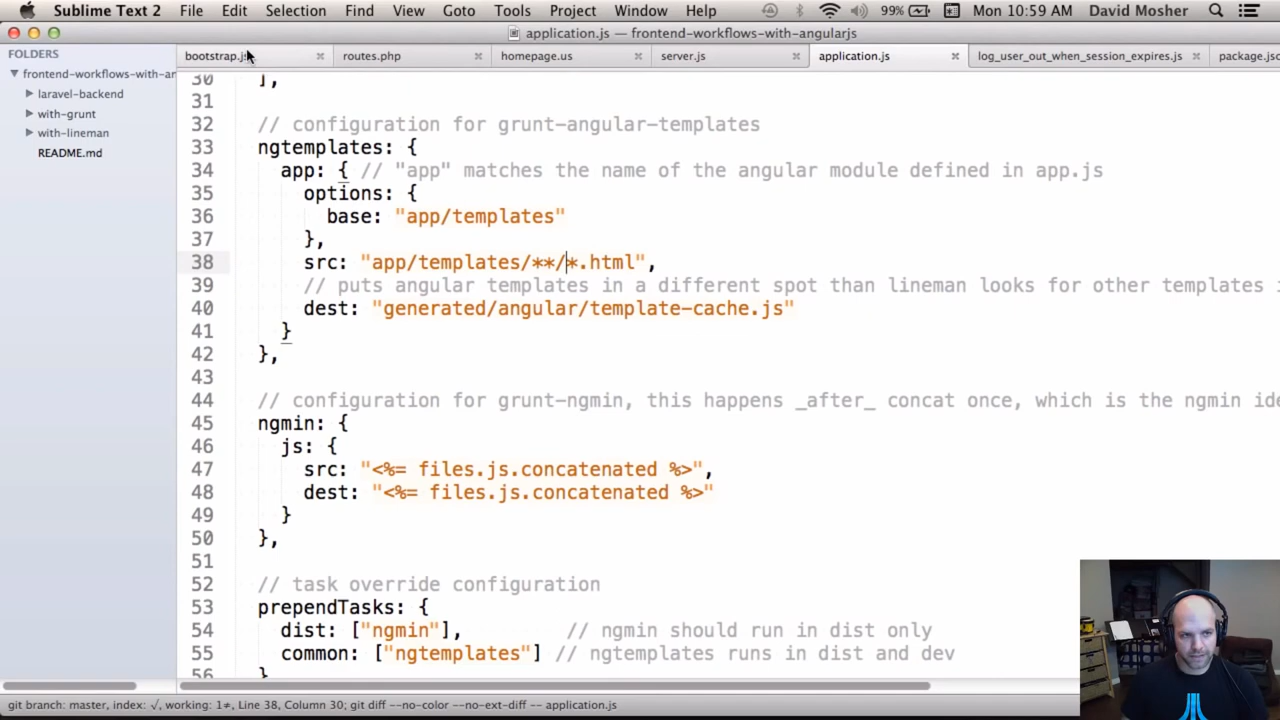 Sublime Text 2 File Edit Selection Find View Goto Tools Project Window Help 99% Mon 10:59 AM David Mosher
application.js — frontend-workflows-with-angularjs
FOLDERS
frontend-workflows-with-an
laravel-backend
with-grunt
with-lineman
README.md
bootstrap.js routes.php homepage.us server.js application.js log_user_out_when_session_expires.js package.jso
30 ],
31
32 // configuration for grunt-angular-templates
33 ngtemplates: {
34 app: { // "app" matches the name of the angular module defined in app.js
35 options: {
36 base: "app/templates"
37 },
38 src: "app/templates/**/*.html",
39 // puts angular templates in a different spot than lineman looks for other templates i
40 dest: "generated/angular/template-cache.js"
41 }
42 },
43
44 // configuration for grunt-ngmin, this happens _after_ concat once, which is the ngmin ide
45 ngmin: {
46 js: {
47 src: "<%= files.js.concatenated %>",
48 dest: "<%= files.js.concatenated %>"
49 }
50 },
51
52 // task override configuration
53 prependTasks: {
54 dist: ["ngmin"], // ngmin should run in dist only
55 common: ["ngtemplates"] // ngtemplates runs in dist and dev
56 }
git branch: master, index: √, working: 1≠, Line 38, Column 30; git diff --no-color --no-ext-diff -- application.js